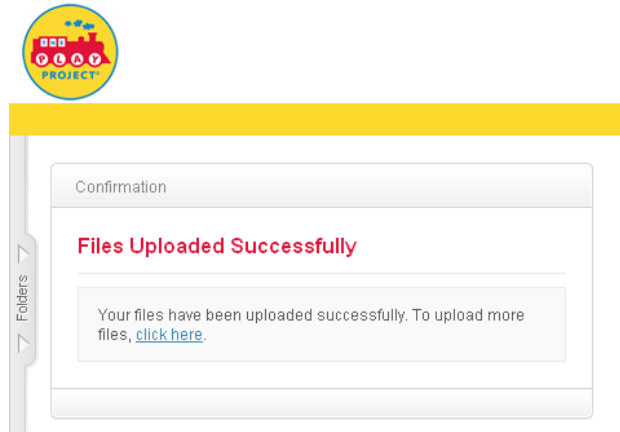 THE
PLAY
PROJECT®
Confirmation
Files Uploaded Successfully
Folders
Your files have been uploaded successfully. To upload more
files, click here.